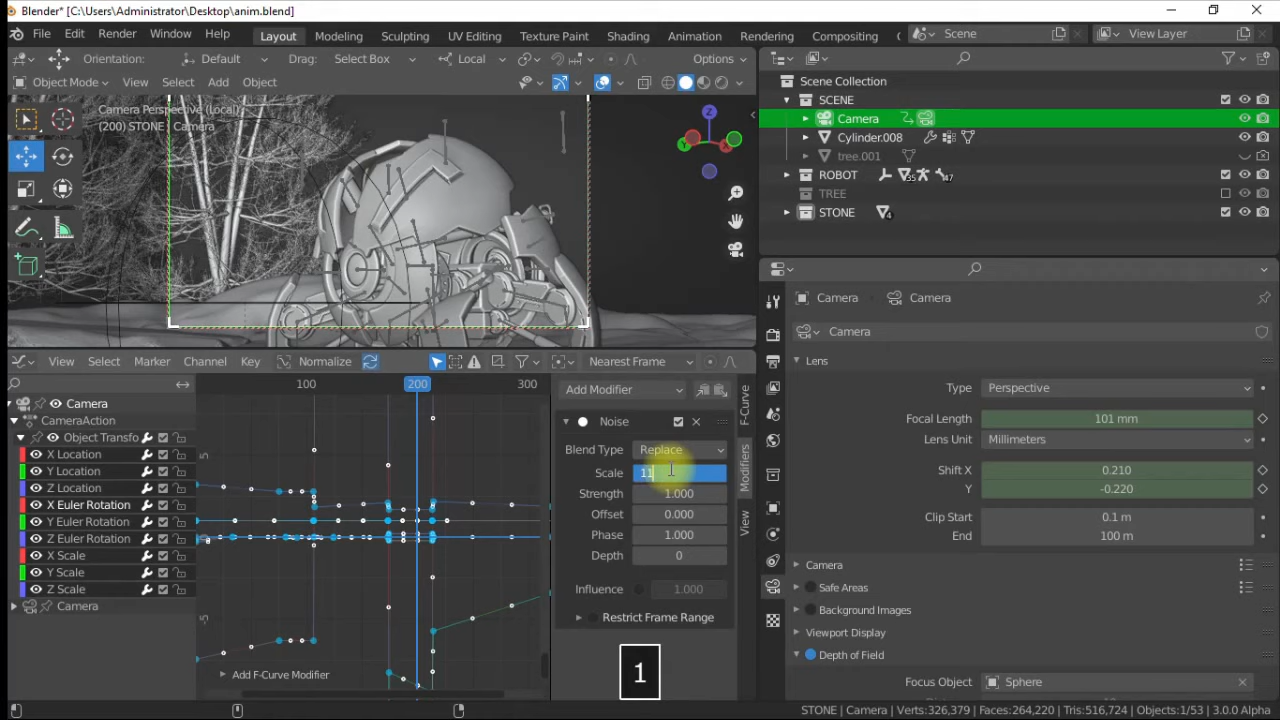 Blender* [C:\Users\Administrator\Desktop\anim.blend]
File Edit Render Window Help Layout Modeling Sculpting UV Editing Texture Paint Shading Animation Rendering Compositing Scene View Layer
Orientation: Default Drag: Select Box Local Options
Object Mode View Select Add Object
Camera Perspective (Local)
(200) STONE | Camera
Z
Y
X
Scene Collection
SCENE
Camera
Cylinder.008
tree.001
ROBOT 35 47
TREE
STONE 4
View Select Marker Channel Key Normalize Nearest Frame
Camera
CameraAction
Object Transfo
X Location
Y Location
Z Location
X Euler Rotation
Y Euler Rotation
Z Euler Rotation
X Scale
Y Scale
Z Scale
Camera
100 200 300
-5
Add F-Curve Modifier
Add Modifier
Noise
Blend Type Replace
Scale 11
Strength 1.000
Offset 0.000
Phase 1.000
Depth 0
Influence 1.000
Restrict Frame Range
F-Curve
Modifiers
View
1
Camera Camera
Camera
Lens
Type Perspective
Focal Length 101 mm
Lens Unit Millimeters
Shift X 0.210
Y -0.220
Clip Start 0.1 m
End 100 m
Camera
Safe Areas
Background Images
Viewport Display
Depth of Field
Focus Object Sphere
STONE | Camera | Verts:326,379 | Faces:264,220 | Tris:516,724 | Objects:1/53 | 3.0.0 Alpha